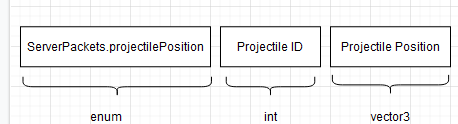 ServerPackets.projectilePosition Projectile ID Projectile Position
enum int vector3